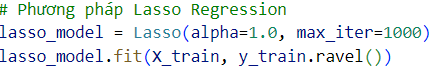 # Phương pháp Lasso Regression
lasso_model = Lasso(alpha=1.0, max_iter=1000)
lasso_model.fit(X_train, y_train.ravel())